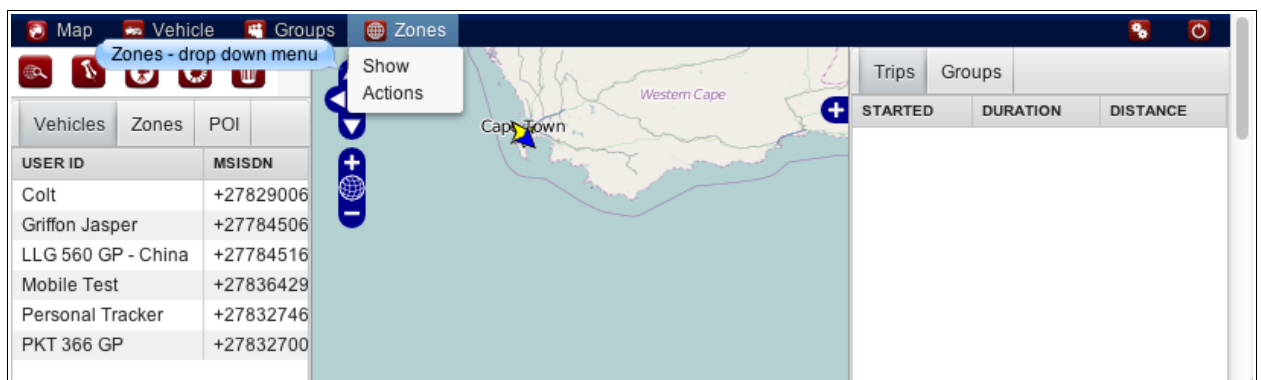 Map Vehicle Groups Zones
Zones - drop down menu
Show
Actions
Western Cape
Cape Town
Trips Groups
STARTED DURATION DISTANCE
Vehicles Zones POI
USER ID MSISDN
Colt +27829006
Griffon Jasper +27784506
LLG 560 GP - China +27784516
Mobile Test +27836429
Personal Tracker +27832746
PKT 366 GP +27832700